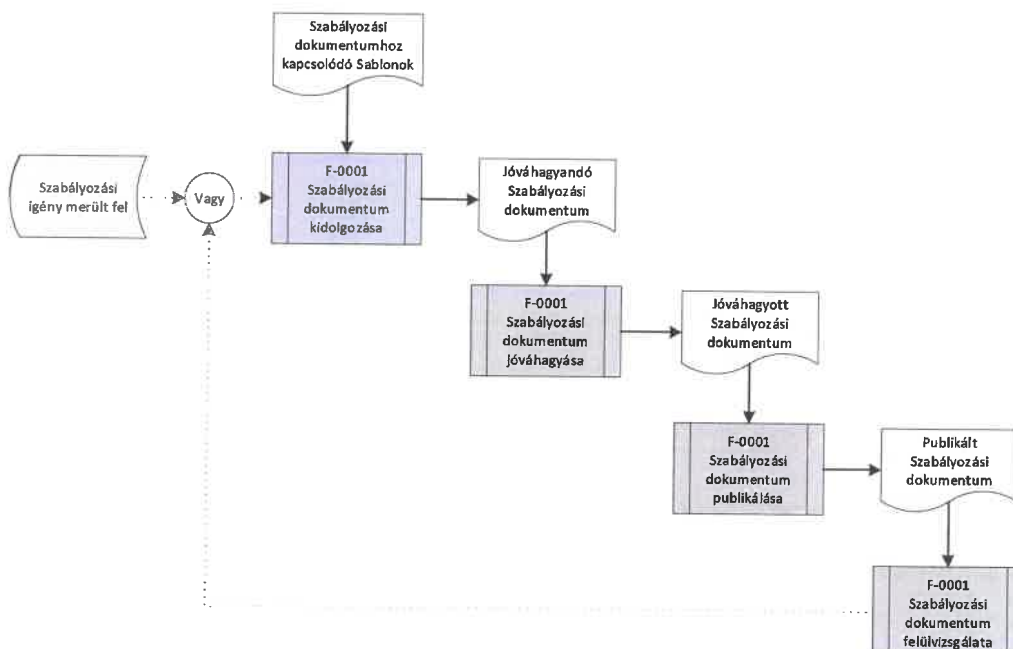 Szabályozási
dokumentumhoz
kapcsolódó Sablonok
Szabályozási
igény merült fel
Vagy
F-0001
Szabályozási
dokumentum
kidolgozása
Jóváhagyandó
Szabályozási
dokumentum
F-0001
Szabályozási
dokumentum
jóváhagyása
Jóváhagyott
Szabályozási
dokumentum
F-0001
Szabályozási
dokumentum
publikálása
Publikált
Szabályozási
dokumentum
F-0001
Szabályozási
dokumentum
felülvizsgálata